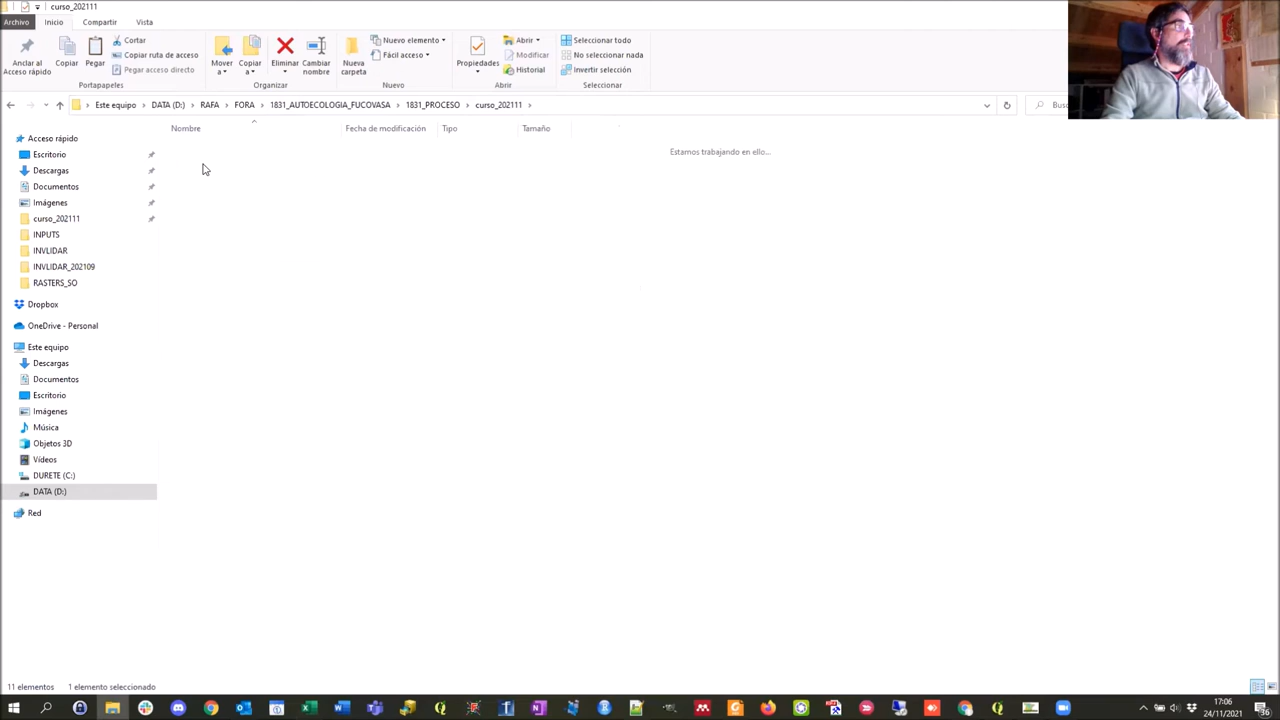 curso_202111
Archivo Inicio Compartir Vista
Anclar al Acceso rápido
Copiar
Pegar
Cortar
Copiar ruta de acceso
Pegar acceso directo
Portapapeles
Mover a
Copiar a
Eliminar
Cambiar nombre
Organizar
Nueva carpeta
Nuevo elemento
Fácil acceso
Nuevo
Propiedades
Abrir
Modificar
Historial
Abrir
Seleccionar todo
No seleccionar nada
Invertir selección
Seleccionar
Este equipo DATA (D:) RAFA FORA 1831_AUTOECOLOGIA_FUCOVASA 1831_PROCESO curso_202111
Nombre Fecha de modificación Tipo Tamaño
Estamos trabajando en ello...
Acceso rápido
Escritorio
Descargas
Documentos
Imágenes
curso_202111
INPUTS
INVLIDAR
INVLIDAR_202109
RASTERS_SO
Dropbox
OneDrive - Personal
Este equipo
Descargas
Documentos
Escritorio
Imágenes
Música
Objetos 3D
Vídeos
DURETE (C:)
DATA (D:)
Red
11 elementos 1 elemento seleccionado
17:06
24/11/2021